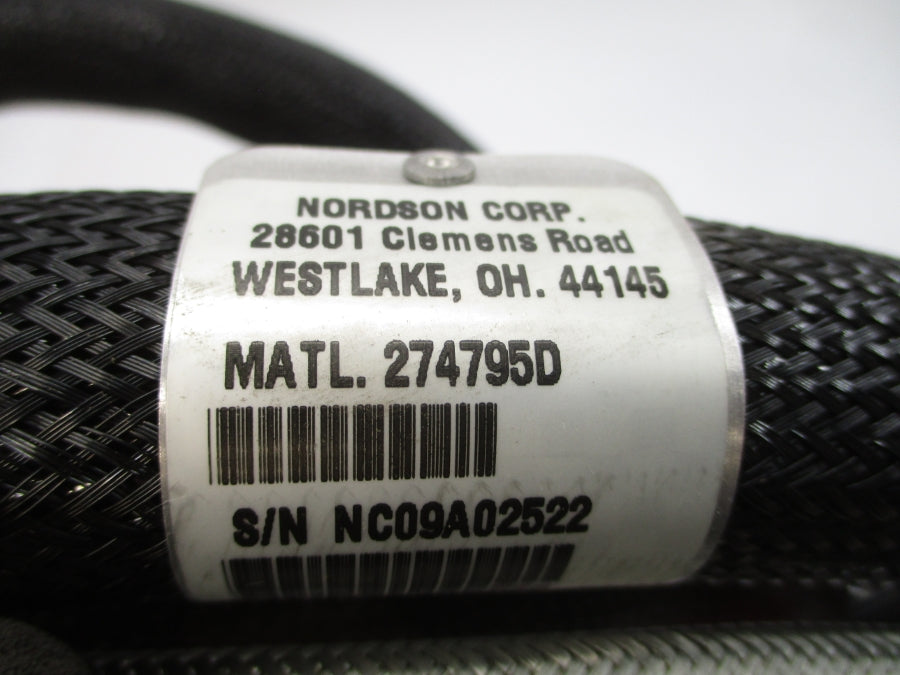 NORDSON CORP.
28601 Clemens Road
WESTLAKE, OH. 44145
MATL. 274795D
S/N NC09A02522